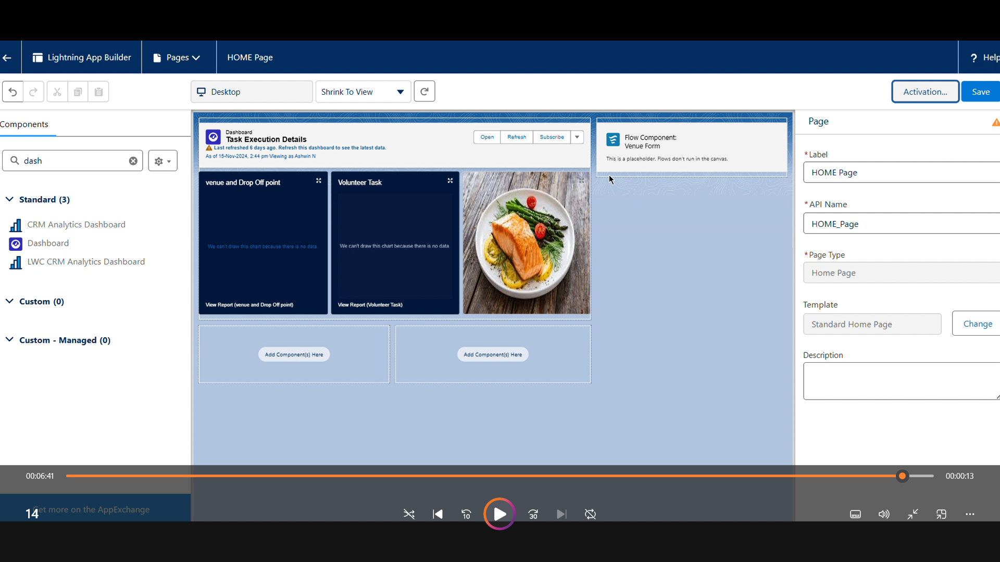 Lightning App Builder
Pages
HOME Page
? Help
Desktop
Shrink To View
Activation...
Save
Components
dash
Standard (3)
CRM Analytics Dashboard
Dashboard
LWC CRM Analytics Dashboard
Custom (0)
Custom - Managed (0)
Dashboard
Task Execution Details
Last refreshed 6 days ago. Refresh this dashboard to see the latest data.
As of 15-Nov-2024, 2:44 pm·Viewing as Ashwin N
Open
Refresh
Subscribe
venue and Drop Off point
We can't draw this chart because there is no data.
View Report (venue and Drop Off point)
Volunteer Task
We can't draw this chart because there is no data.
View Report (Volunteer Task)
Add Component(s) Here
Add Component(s) Here
Flow Component:
Venue Form
This is a placeholder. Flows don't run in the canvas.
Page
*Label
HOME Page
*API Name
HOME_Page
*Page Type
Home Page
Template
Standard Home Page
Change
Description
00:06:41
00:00:13
14
et more on the AppExchange
10
30